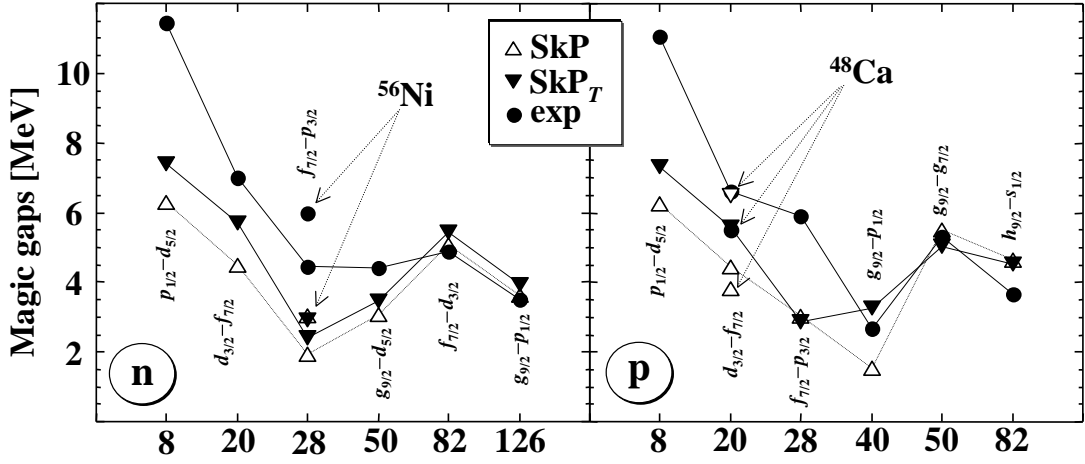 Magic gaps [MeV]
10
8
6
4
2
56Ni
f7/2−p3/2
p1/2−d5/2
d3/2−f7/2
g9/2−d5/2
f7/2−d3/2
g9/2−p1/2
n
8 20 28 50 82 126
SkP
SkPT
exp
48Ca
p1/2−d5/2
d3/2−f7/2
f7/2−p3/2
g9/2−p1/2
g9/2−g7/2
h9/2−s1/2
p
8 20 28 40 50 82